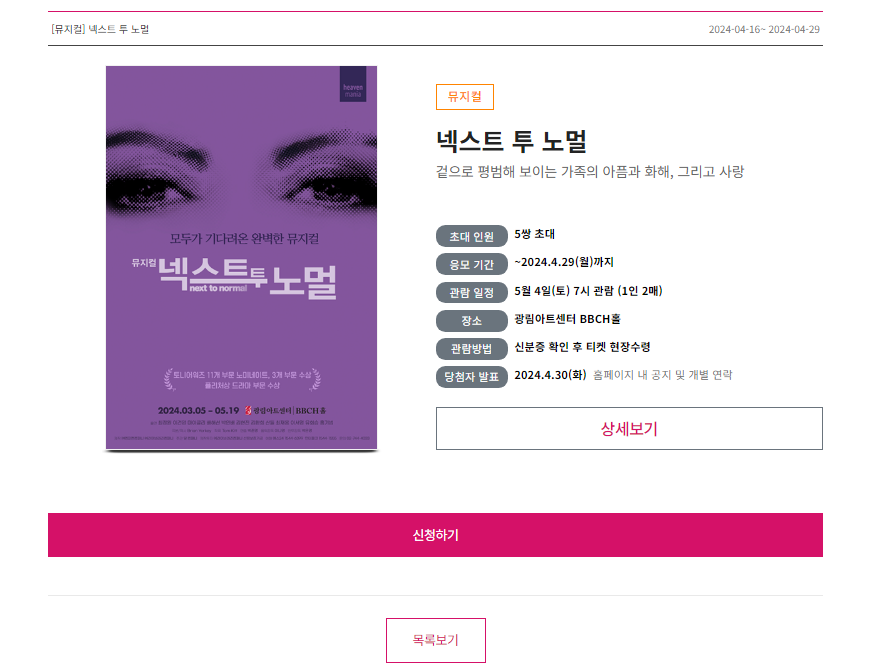 [뮤지컬] 넥스트 투 노멀
2024-04-16~ 2024-04-29
heaven
mania
모두가 기다려온 완벽한 뮤지컬
뮤지컬 넥스트 투 노멀
next to normal
토니어워즈 11개 부문 노미네이트, 3개 부문 수상
퓰리처상 드라마 부문 수상
2024.03.05 – 05.19 광림아트센터 BBCH홀
뮤지컬
넥스트 투 노멀
겉으로 평범해 보이는 가족의 아픔과 화해, 그리고 사랑
초대 인원 5쌍 초대
응모 기간 ~2024.4.29(월)까지
관람 일정 5월 4일(토) 7시 관람 (1인 2매)
장소 광림아트센터 BBCH홀
관람방법 신분증 확인 후 티켓 현장수령
당첨자 발표 2024.4.30(화) 홈페이지 내 공지 및 개별 연락
상세보기
신청하기
목록보기